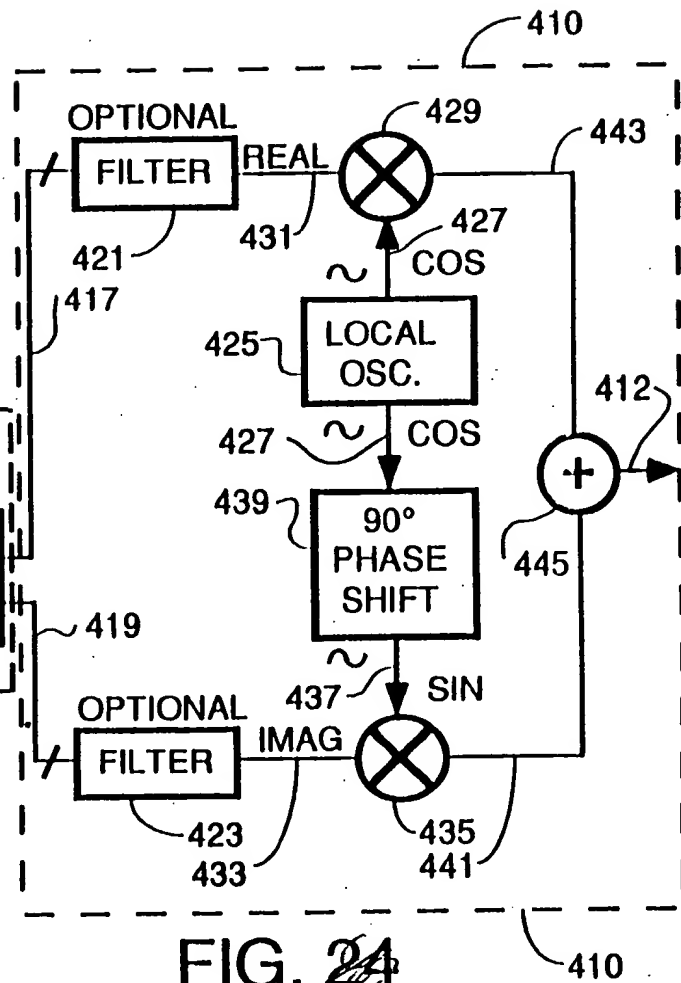 410
OPTIONAL
FILTER
421
417
REAL
431
429
443
427
COS
425
LOCAL
OSC.
427
COS
439
90°
PHASE
SHIFT
412
+
445
419
437
SIN
OPTIONAL
FILTER
423
IMAG
433
435
441
FIG.
410